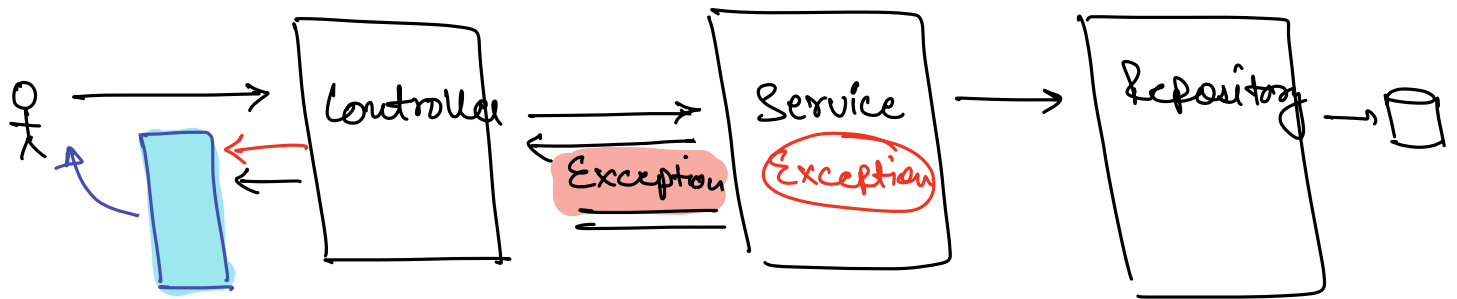 Controller
Service
Repository
Exception
Exception